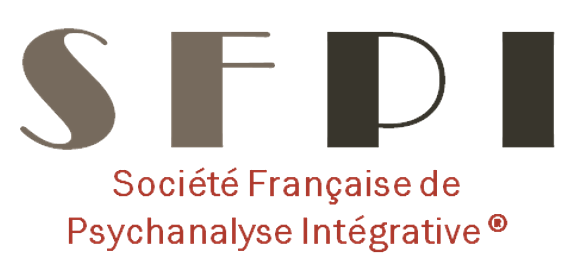 SFPI
Société Française de
Psychanalyse Intégrative ®